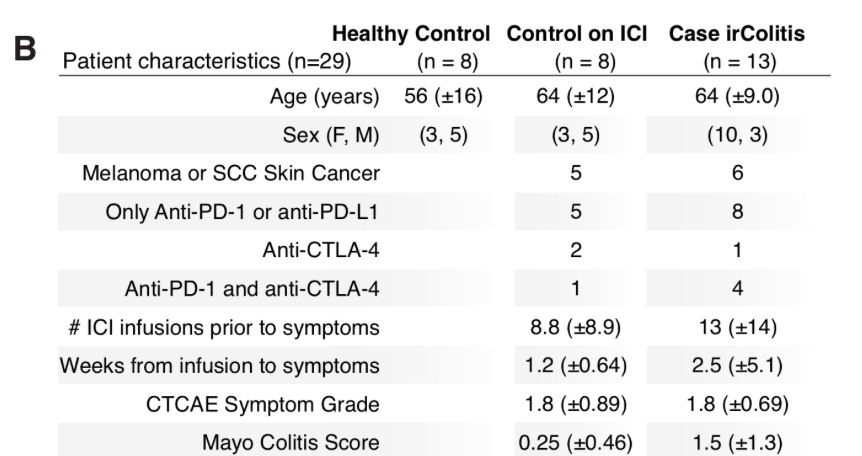 B
Healthy Control Control on ICI Case irColitis
Patient characteristics (n=29) (n = 8) (n = 8) (n = 13)
Age (years) 56 (±16) 64 (±12) 64 (±9.0)
Sex (F, M) (3, 5) (3, 5) (10, 3)
Melanoma or SCC Skin Cancer 5 6
Only Anti-PD-1 or anti-PD-L1 5 8
Anti-CTLA-4 2 1
Anti-PD-1 and anti-CTLA-4 1 4
# ICI infusions prior to symptoms 8.8 (±8.9) 13 (±14)
Weeks from infusion to symptoms 1.2 (±0.64) 2.5 (±5.1)
CTCAE Symptom Grade 1.8 (±0.89) 1.8 (±0.69)
Mayo Colitis Score 0.25 (±0.46) 1.5 (±1.3)